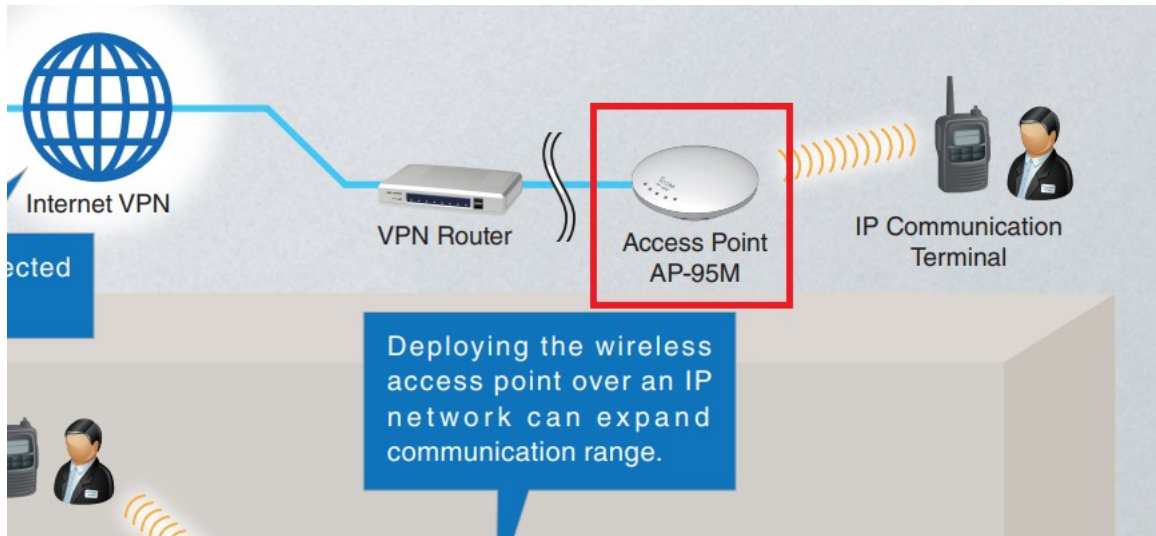 Internet VPN
VPN Router
Access Point
AP-95M
IP Communication
Terminal
ected
Deploying the wireless
access point over an IP
network can expand
communication range.